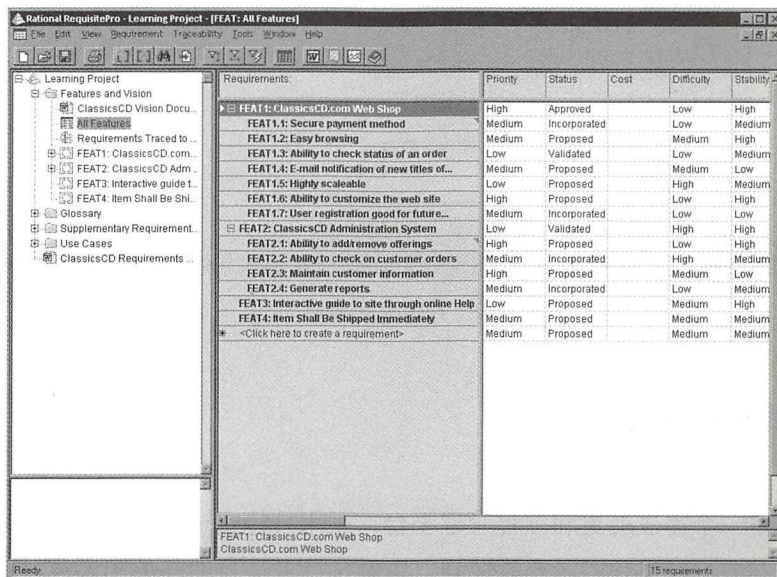 Rational RequisitePro - Learning Project - [FEAT: All Features]
File Edit View Requirement Traceability Tools Window Help
Learning Project
Features and Vision
ClassicsCD Vision Docu...
All Features
Requirements Traced to ...
FEAT1: ClassicsCD.com...
FEAT2: ClassicsCD Adm...
FEAT3: Interactive guide t...
FEAT4: Item Shall Be Shi...
Glossary
Supplementary Requirement...
Use Cases
ClassicsCD Requirements ...
Requirements: Priority Status Cost Difficulty Stability
FEAT1: ClassicsCD.com Web Shop High Approved Low High
FEAT1.1: Secure payment method Medium Incorporated Low Medium
FEAT1.2: Easy browsing Medium Proposed Medium High
FEAT1.3: Ability to check status of an order Low Validated Low Medium
FEAT1.4: E-mail notification of new titles of... Medium Proposed Medium Low
FEAT1.5: Highly scaleable Low Proposed High Medium
FEAT1.6: Ability to customize the web site High Proposed Low High
FEAT1.7: User registration good for future... Medium Incorporated Low Low
FEAT2: ClassicsCD Administration System Low Validated High High
FEAT2.1: Ability to add/remove offerings High Proposed Low High
FEAT2.2: Ability to check on customer orders Medium Incorporated High Medium
FEAT2.3: Maintain customer information High Proposed Medium Low
FEAT2.4: Generate reports Medium Incorporated Low Medium
FEAT3: Interactive guide to site through online Help Low Proposed Medium High
FEAT4: Item Shall Be Shipped Immediately Medium Proposed Medium Medium
* <Click here to create a requirement> Medium Proposed Medium Medium
FEAT1: ClassicsCD.com Web Shop
ClassicsCD.com Web Shop
Ready 15 requirements